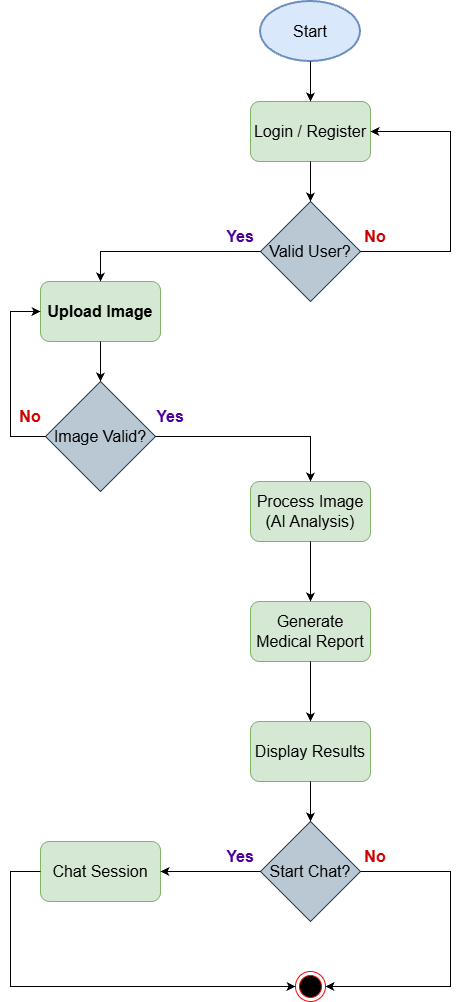 Start
Login / Register
Yes
No
Valid User?
Upload Image
No
Yes
Image Valid?
Process Image
(AI Analysis)
Generate
Medical Report
Display Results
Yes
No
Chat Session
Start Chat?